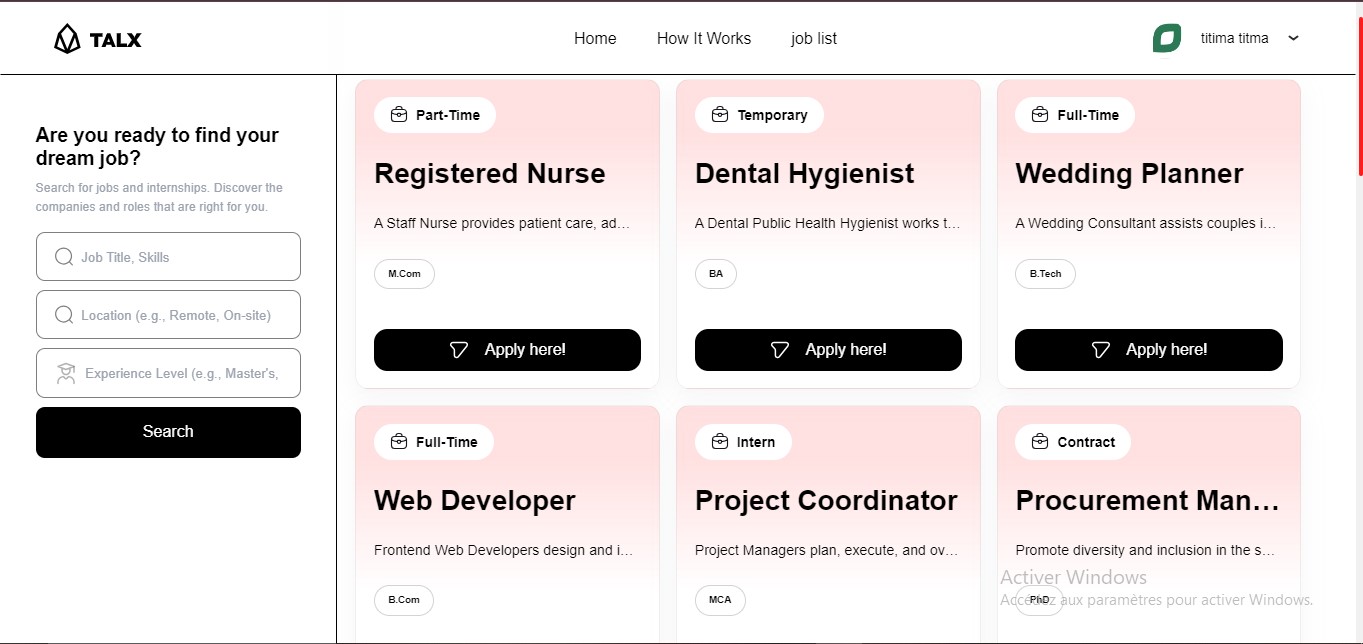 TALX
Home
How It Works
job list
titima titma
Are you ready to find your
dream job?
Search for jobs and internships. Discover the
companies and roles that are right for you.
Job Title, Skills
Location (e.g., Remote, On-site)
Experience Level (e.g., Master's,
Search
Part-Time
Registered Nurse
A Staff Nurse provides patient care, ad…
M.Com
Apply here!
Temporary
Dental Hygienist
A Dental Public Health Hygienist works t…
BA
Apply here!
Full-Time
Wedding Planner
A Wedding Consultant assists couples i…
B.Tech
Apply here!
Full-Time
Web Developer
Frontend Web Developers design and i…
B.Com
Intern
Project Coordinator
Project Managers plan, execute, and ov…
MCA
Contract
Procurement Man…
Promote diversity and inclusion in the s…
PhD
Activer Windows
Accédez aux paramètres pour activer Windows.